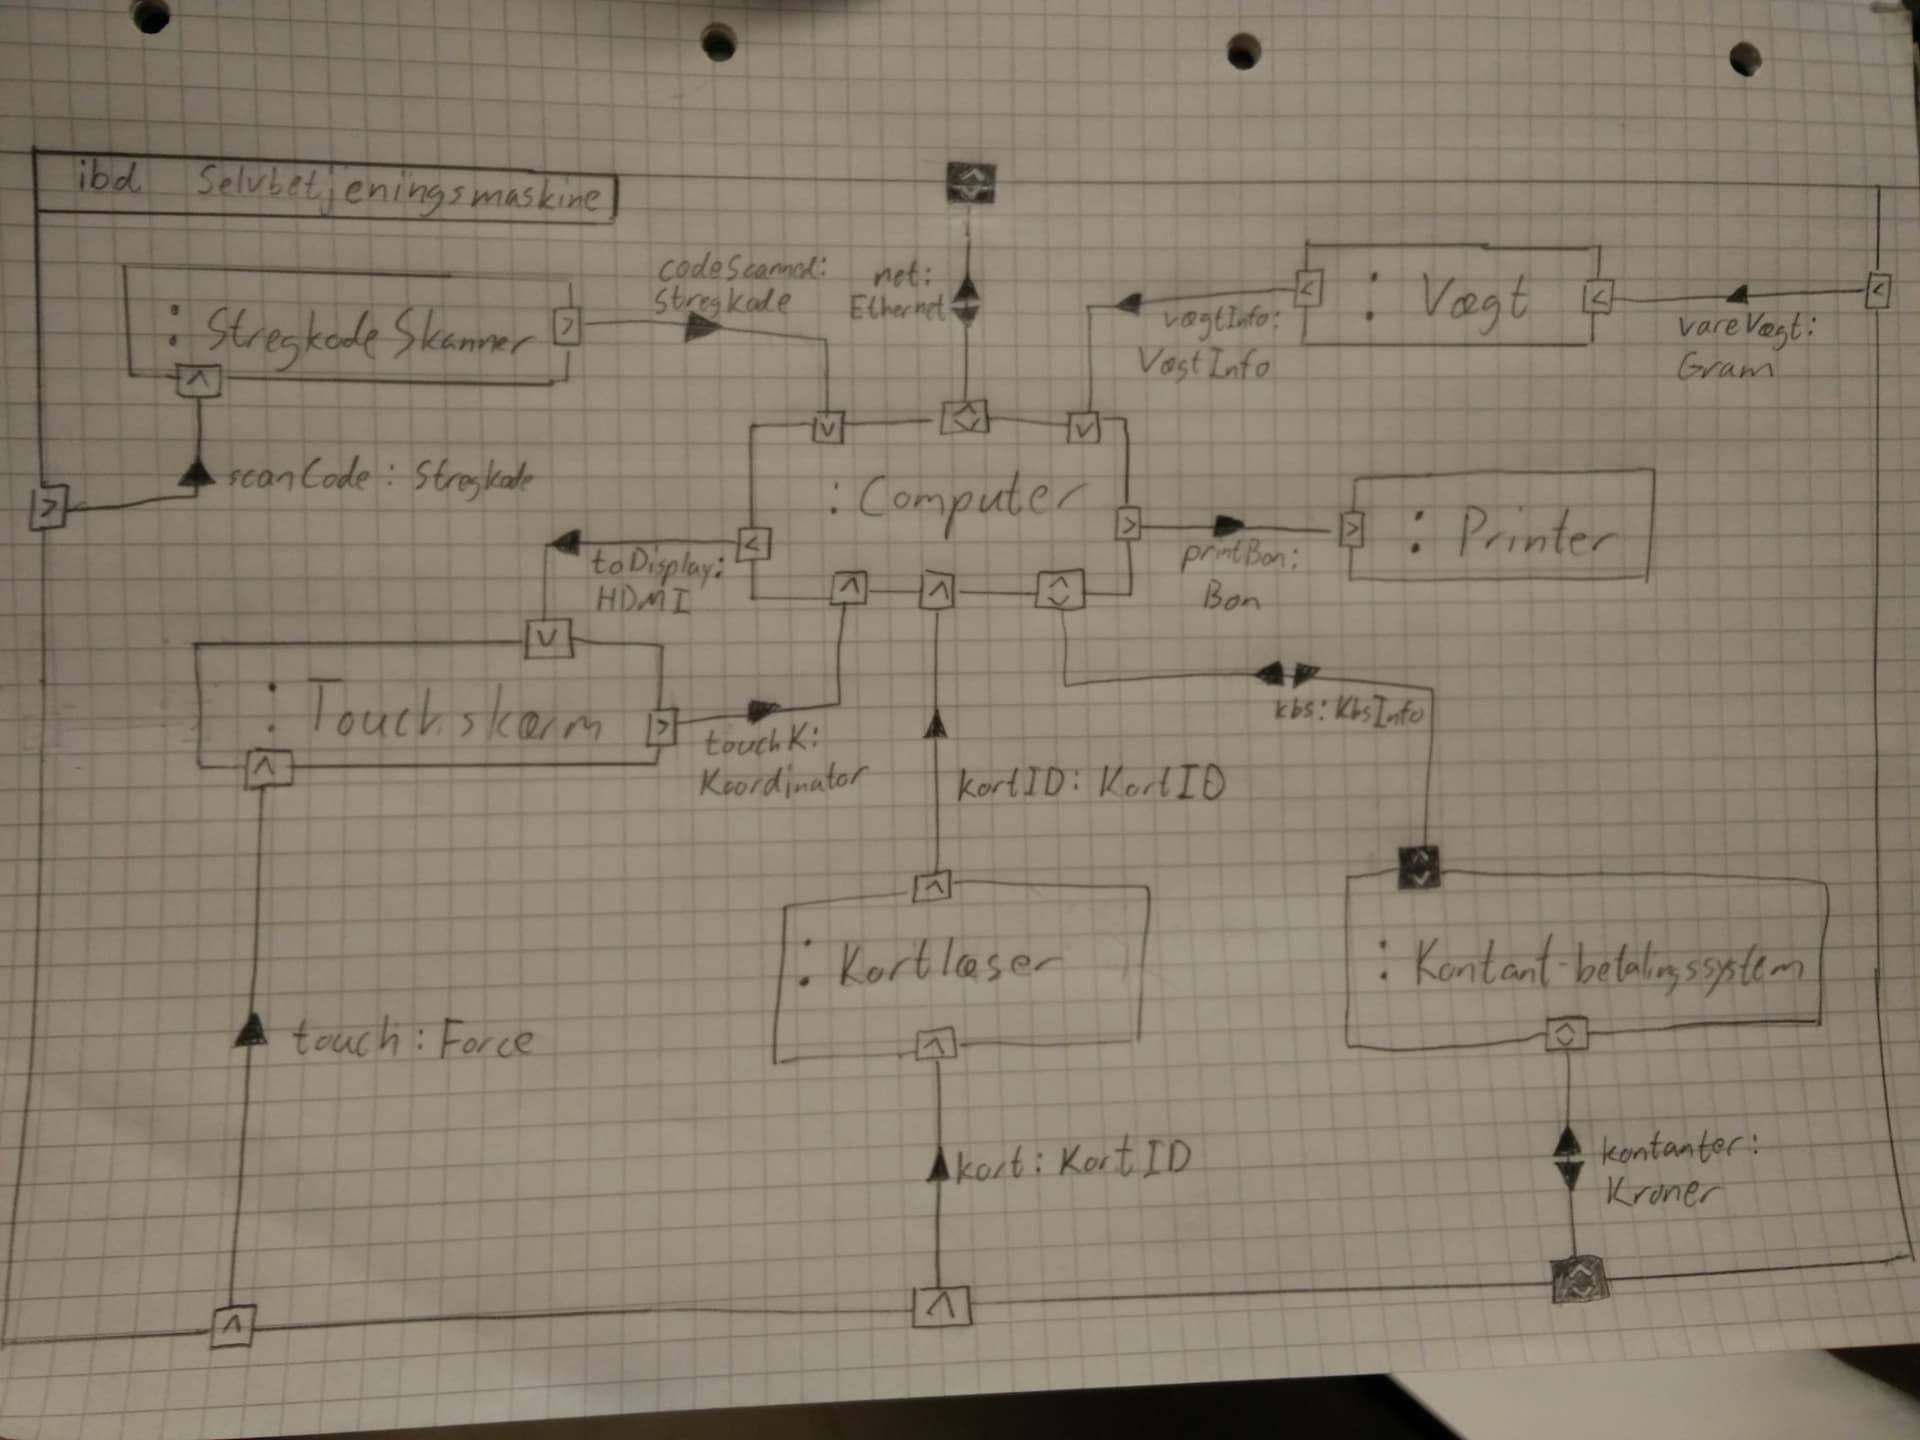 ibd Selvbetjeningsmaskine
: Stregkode Skanner
codeScannd:
Stregkode
net:
Ethernet
vægtInfo:
VægtInfo
: Vægt
vareVægt:
Gram
scanCode : Stregkode
: Computer
toDisplay:
HDMI
printBon:
Bon
: Printer
: Touchskærm
touchK:
Koordinator
kortID: KortID
kbs: KbsInfo
: Kortlæser
: Kontant-betalingssystem
touch : Force
kort : KortID
kontanter:
Kroner